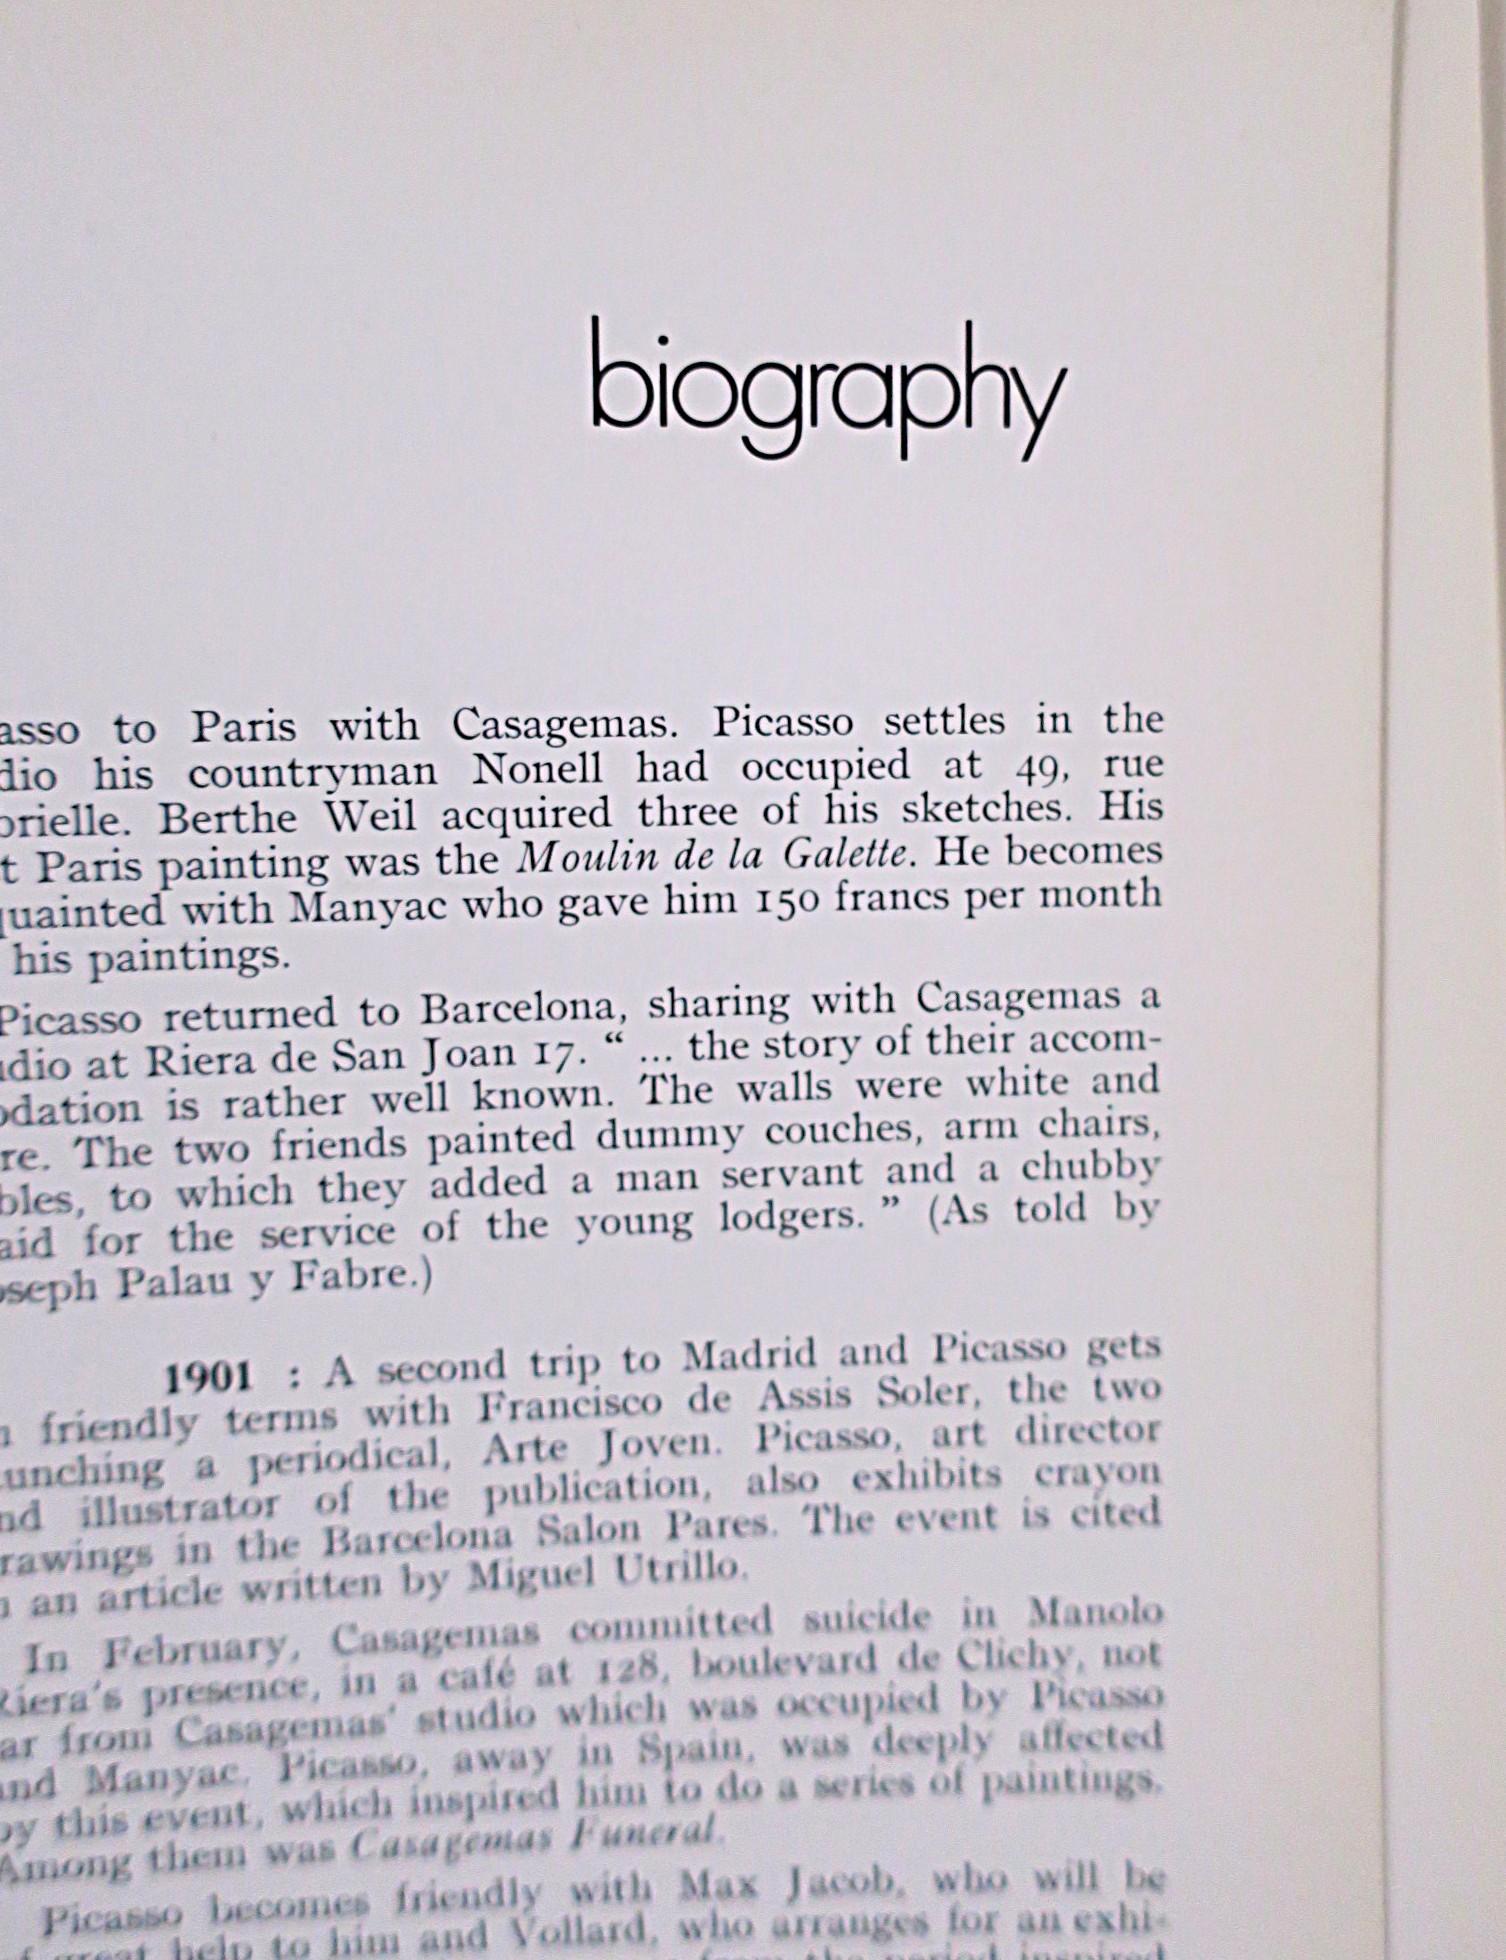 biography
asso to Paris with Casagemas. Picasso settles in the
dio his countryman Nonell had occupied at 49, rue
brielle. Berthe Weil acquired three of his sketches. His
t Paris painting was the Moulin de la Galette. He becomes
quainted with Manyac who gave him 150 francs per month
his paintings.
Picasso returned to Barcelona, sharing with Casagemas a
udio at Riera de San Joan 17. “ ... the story of their accom-
odation is rather well known. The walls were white and
re. The two friends painted dummy couches, arm chairs,
bles, to which they added a man servant and a chubby
aid for the service of the young lodgers. ” (As told by
oseph Palau y Fabre.)
1901 : A second trip to Madrid and Picasso gets
n friendly terms with Francisco de Assis Soler, the two
unching a periodical, Arte Joven. Picasso, art director
nd illustrator of the publication, also exhibits crayon
rawings in the Barcelona Salon Pares. The event is cited
n an article written by Miguel Utrillo.
In February, Casagemas committed suicide in Manolo
Riera's presence, in a café at 128, boulevard de Clichy, not
ar from Casagemas' studio which was occupied by Picasso
and Manyac. Picasso, away in Spain, was deeply affected
by this event, which inspired him to do a series of paintings.
Among them was Casagemas Funeral.
Picasso becomes friendly with Max Jacob, who will be
great help to him and Vollard, who arranges for an exhi-
from the period inspired